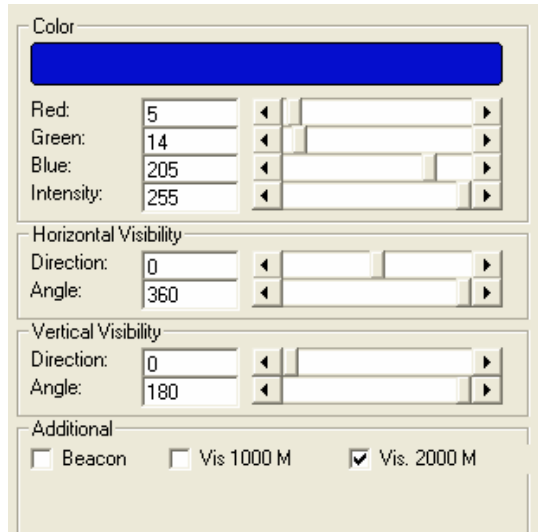 Color
Red: 5
Green: 14
Blue: 205
Intensity: 255
Horizontal Visibility
Direction: 0
Angle: 360
Vertical Visibility
Direction: 0
Angle: 180
Additional
Beacon Vis 1000 M Vis. 2000 M